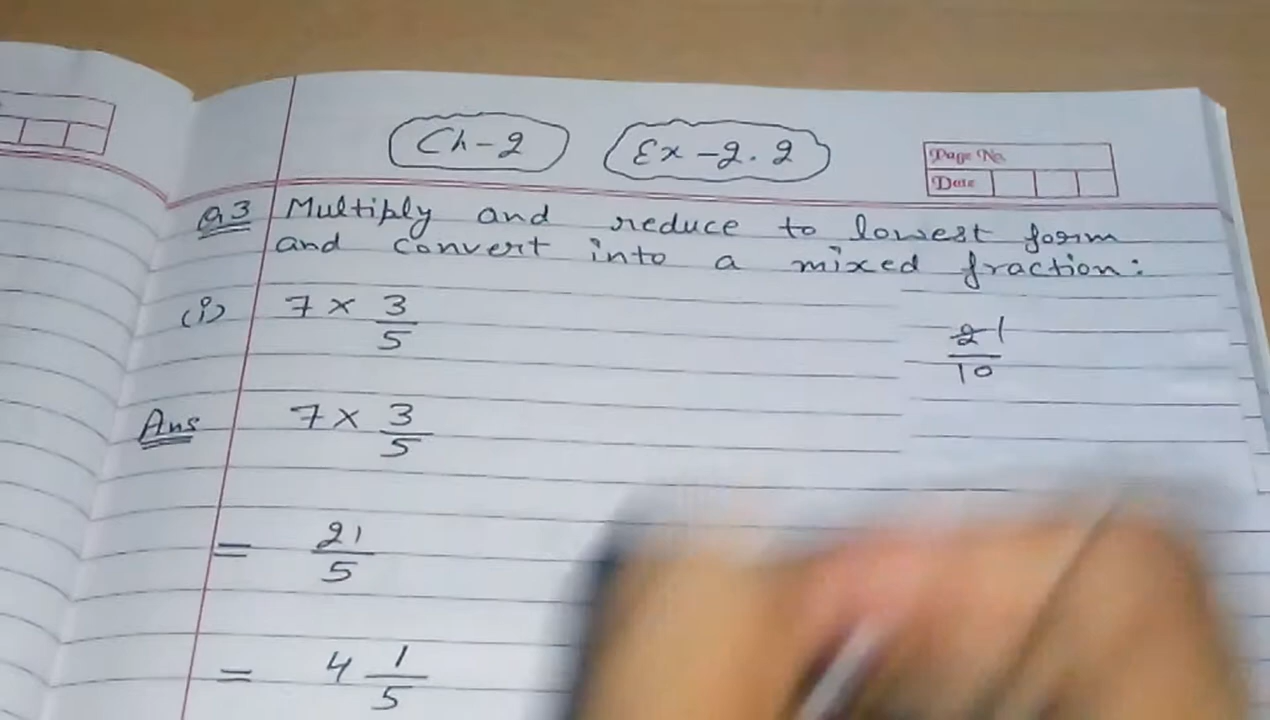 Ch-2 Ex-2.2
Page No.
Date
Q3 Multiply and reduce to lowest form
and convert into a mixed fraction:
(i) 7 × 3/5
21/10
Ans 7 × 3/5
= 21/5
= 4 1/5